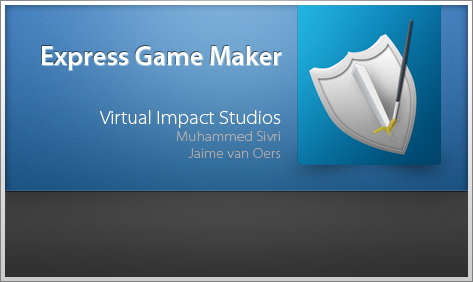 Express Game Maker
Virtual Impact Studios
Muhammed Sivri
Jaime van Oers